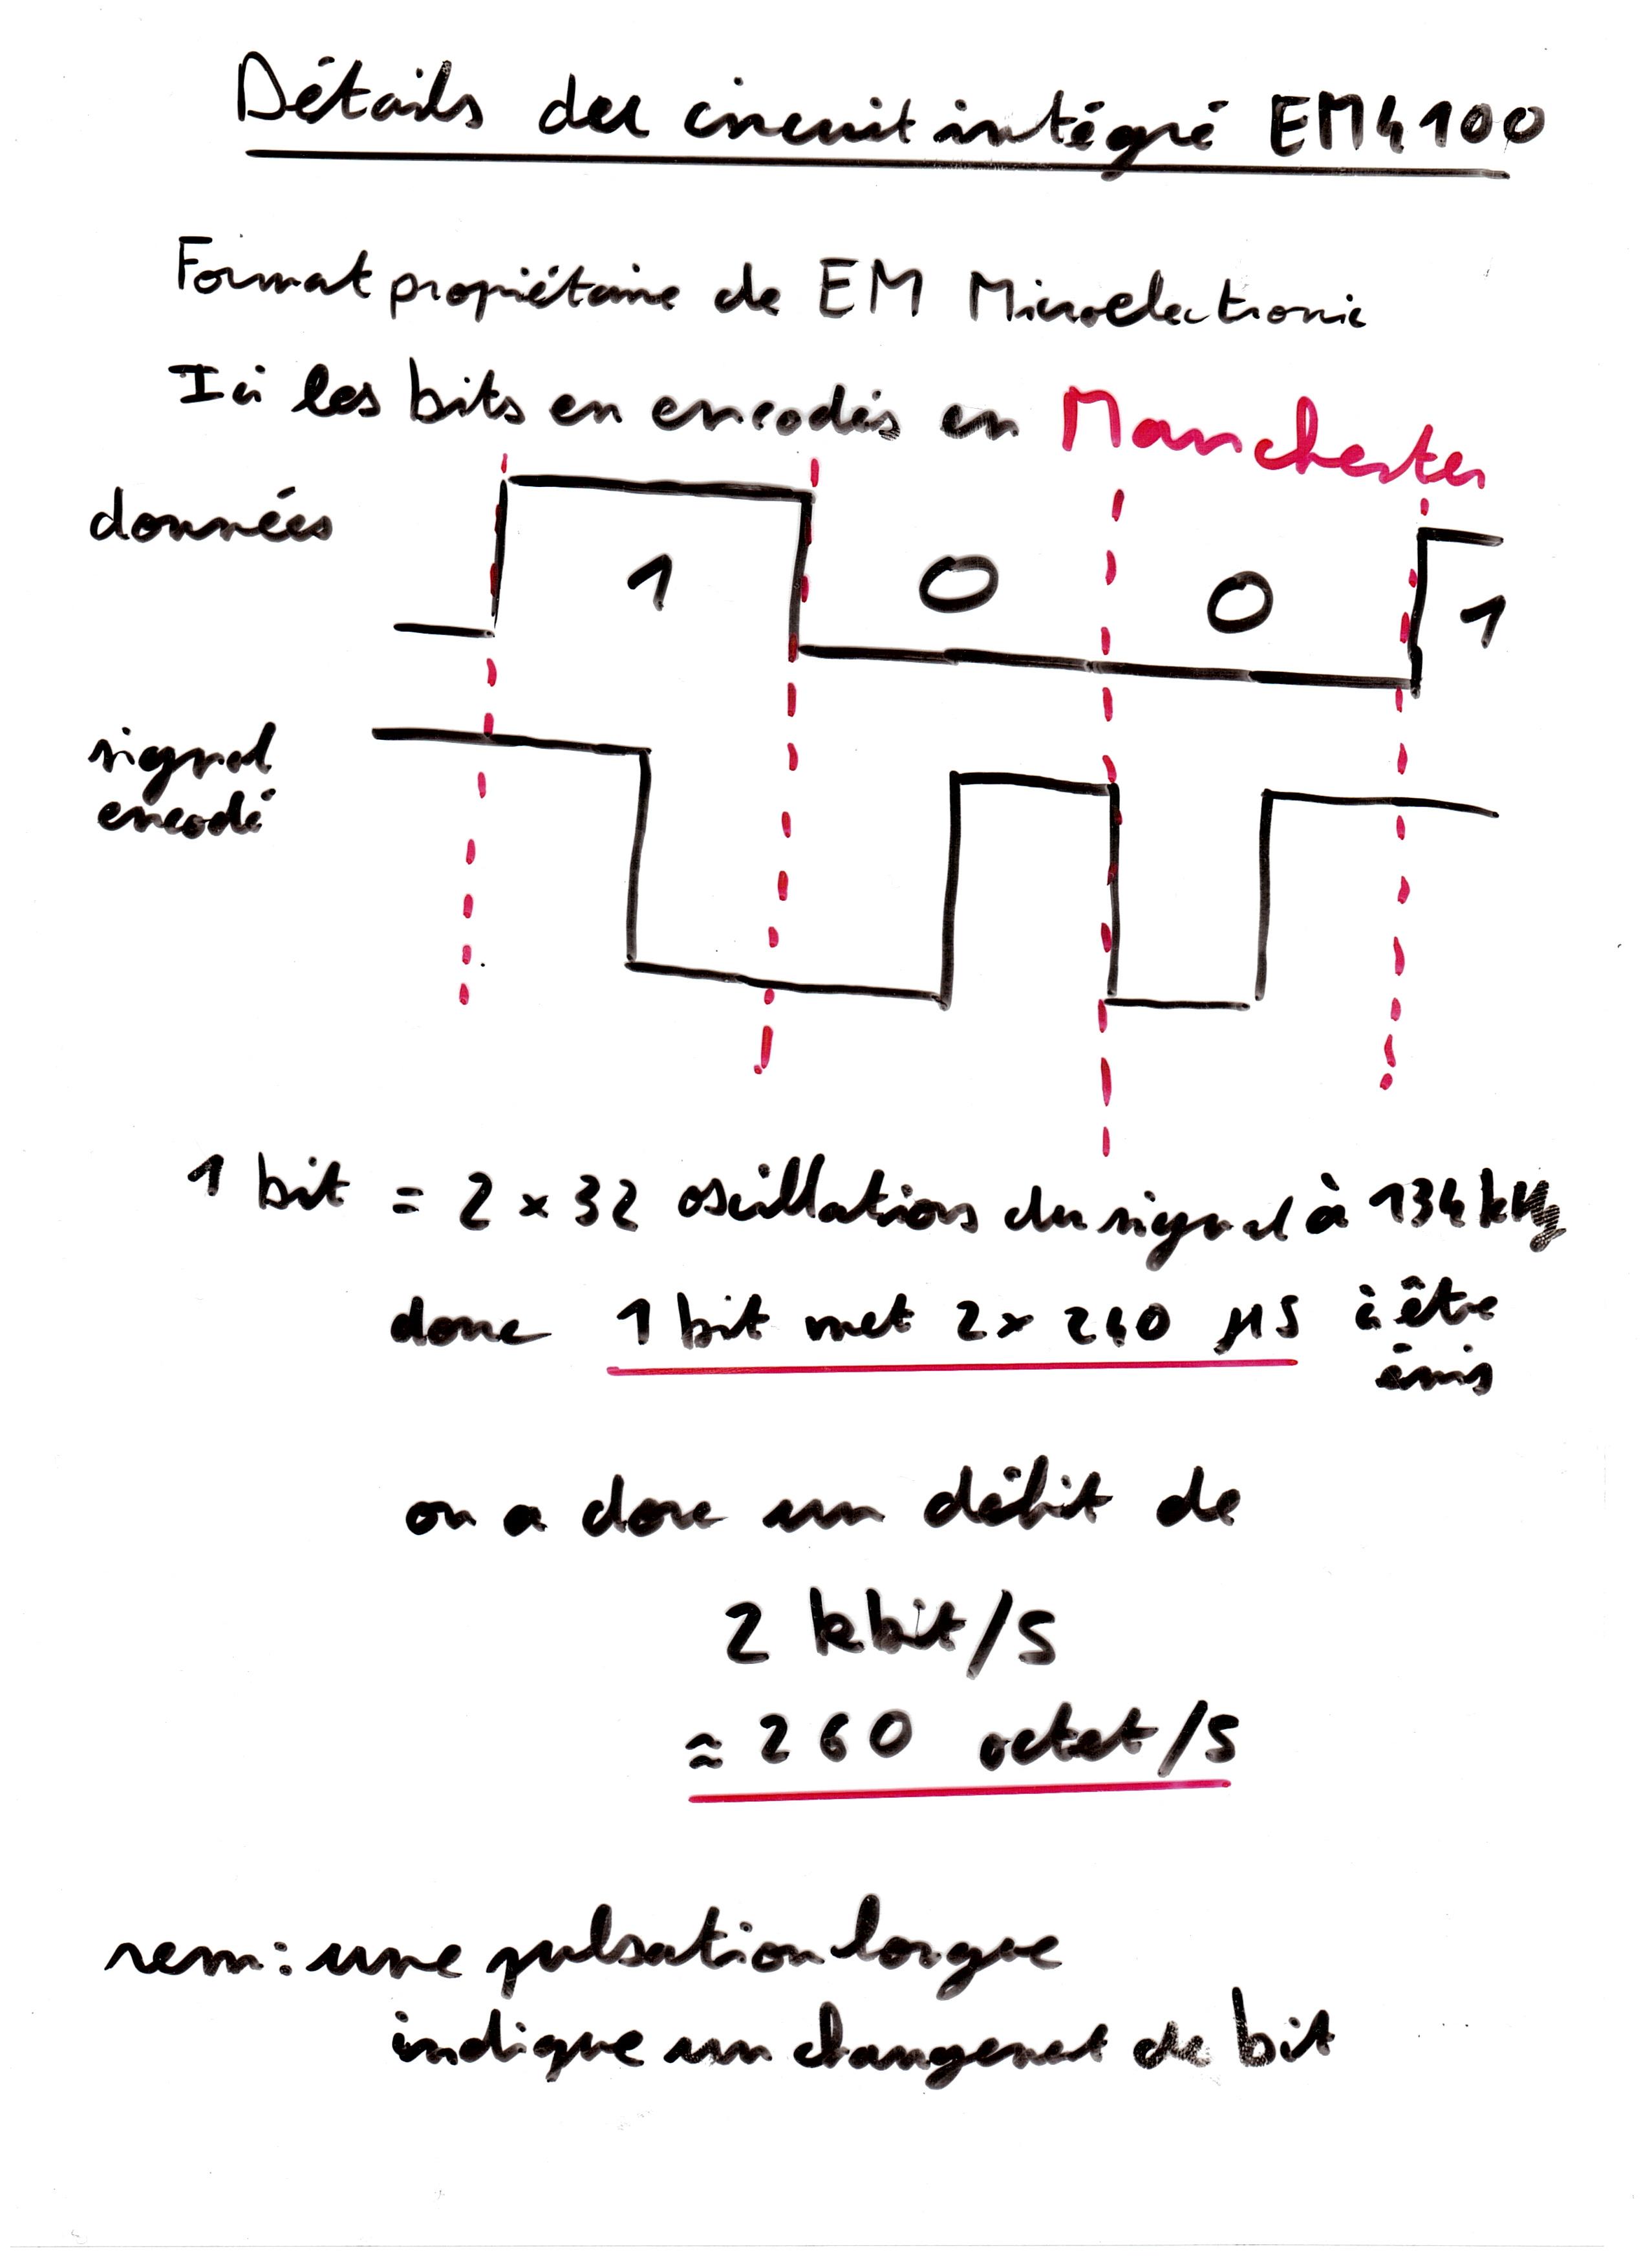 Détails du circuit intégré EM4100
Format propriétaire de EM Microelectronic
Ici les bits en encodés en Manchester
données
1 0 0 1
signal
encodé
1 bit = 2 x 32 oscillations du signal à 134 kHz
donc 1 bit met 2 x 240 µs à être
émis
on a donc un débit de
2 kbit/s
≈ 260 octet/s
rem : une pulsation longue
indique un changement de bit